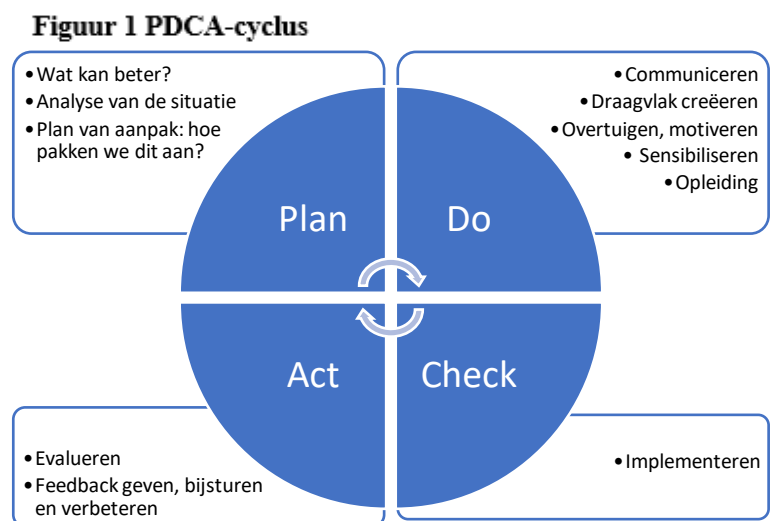 Figuur 1 PDCA-cyclus
•Wat kan beter?
•Analyse van de situatie
•Plan van aanpak: hoe
pakken we dit aan?
•Communiceren
•Draagvlak creëeren
•Overtuigen, motiveren
• Sensibiliseren
•Opleiding
Plan
Do
Act
Check
•Evalueren
•Feedback geven, bijsturen
en verbeteren
•Implementeren